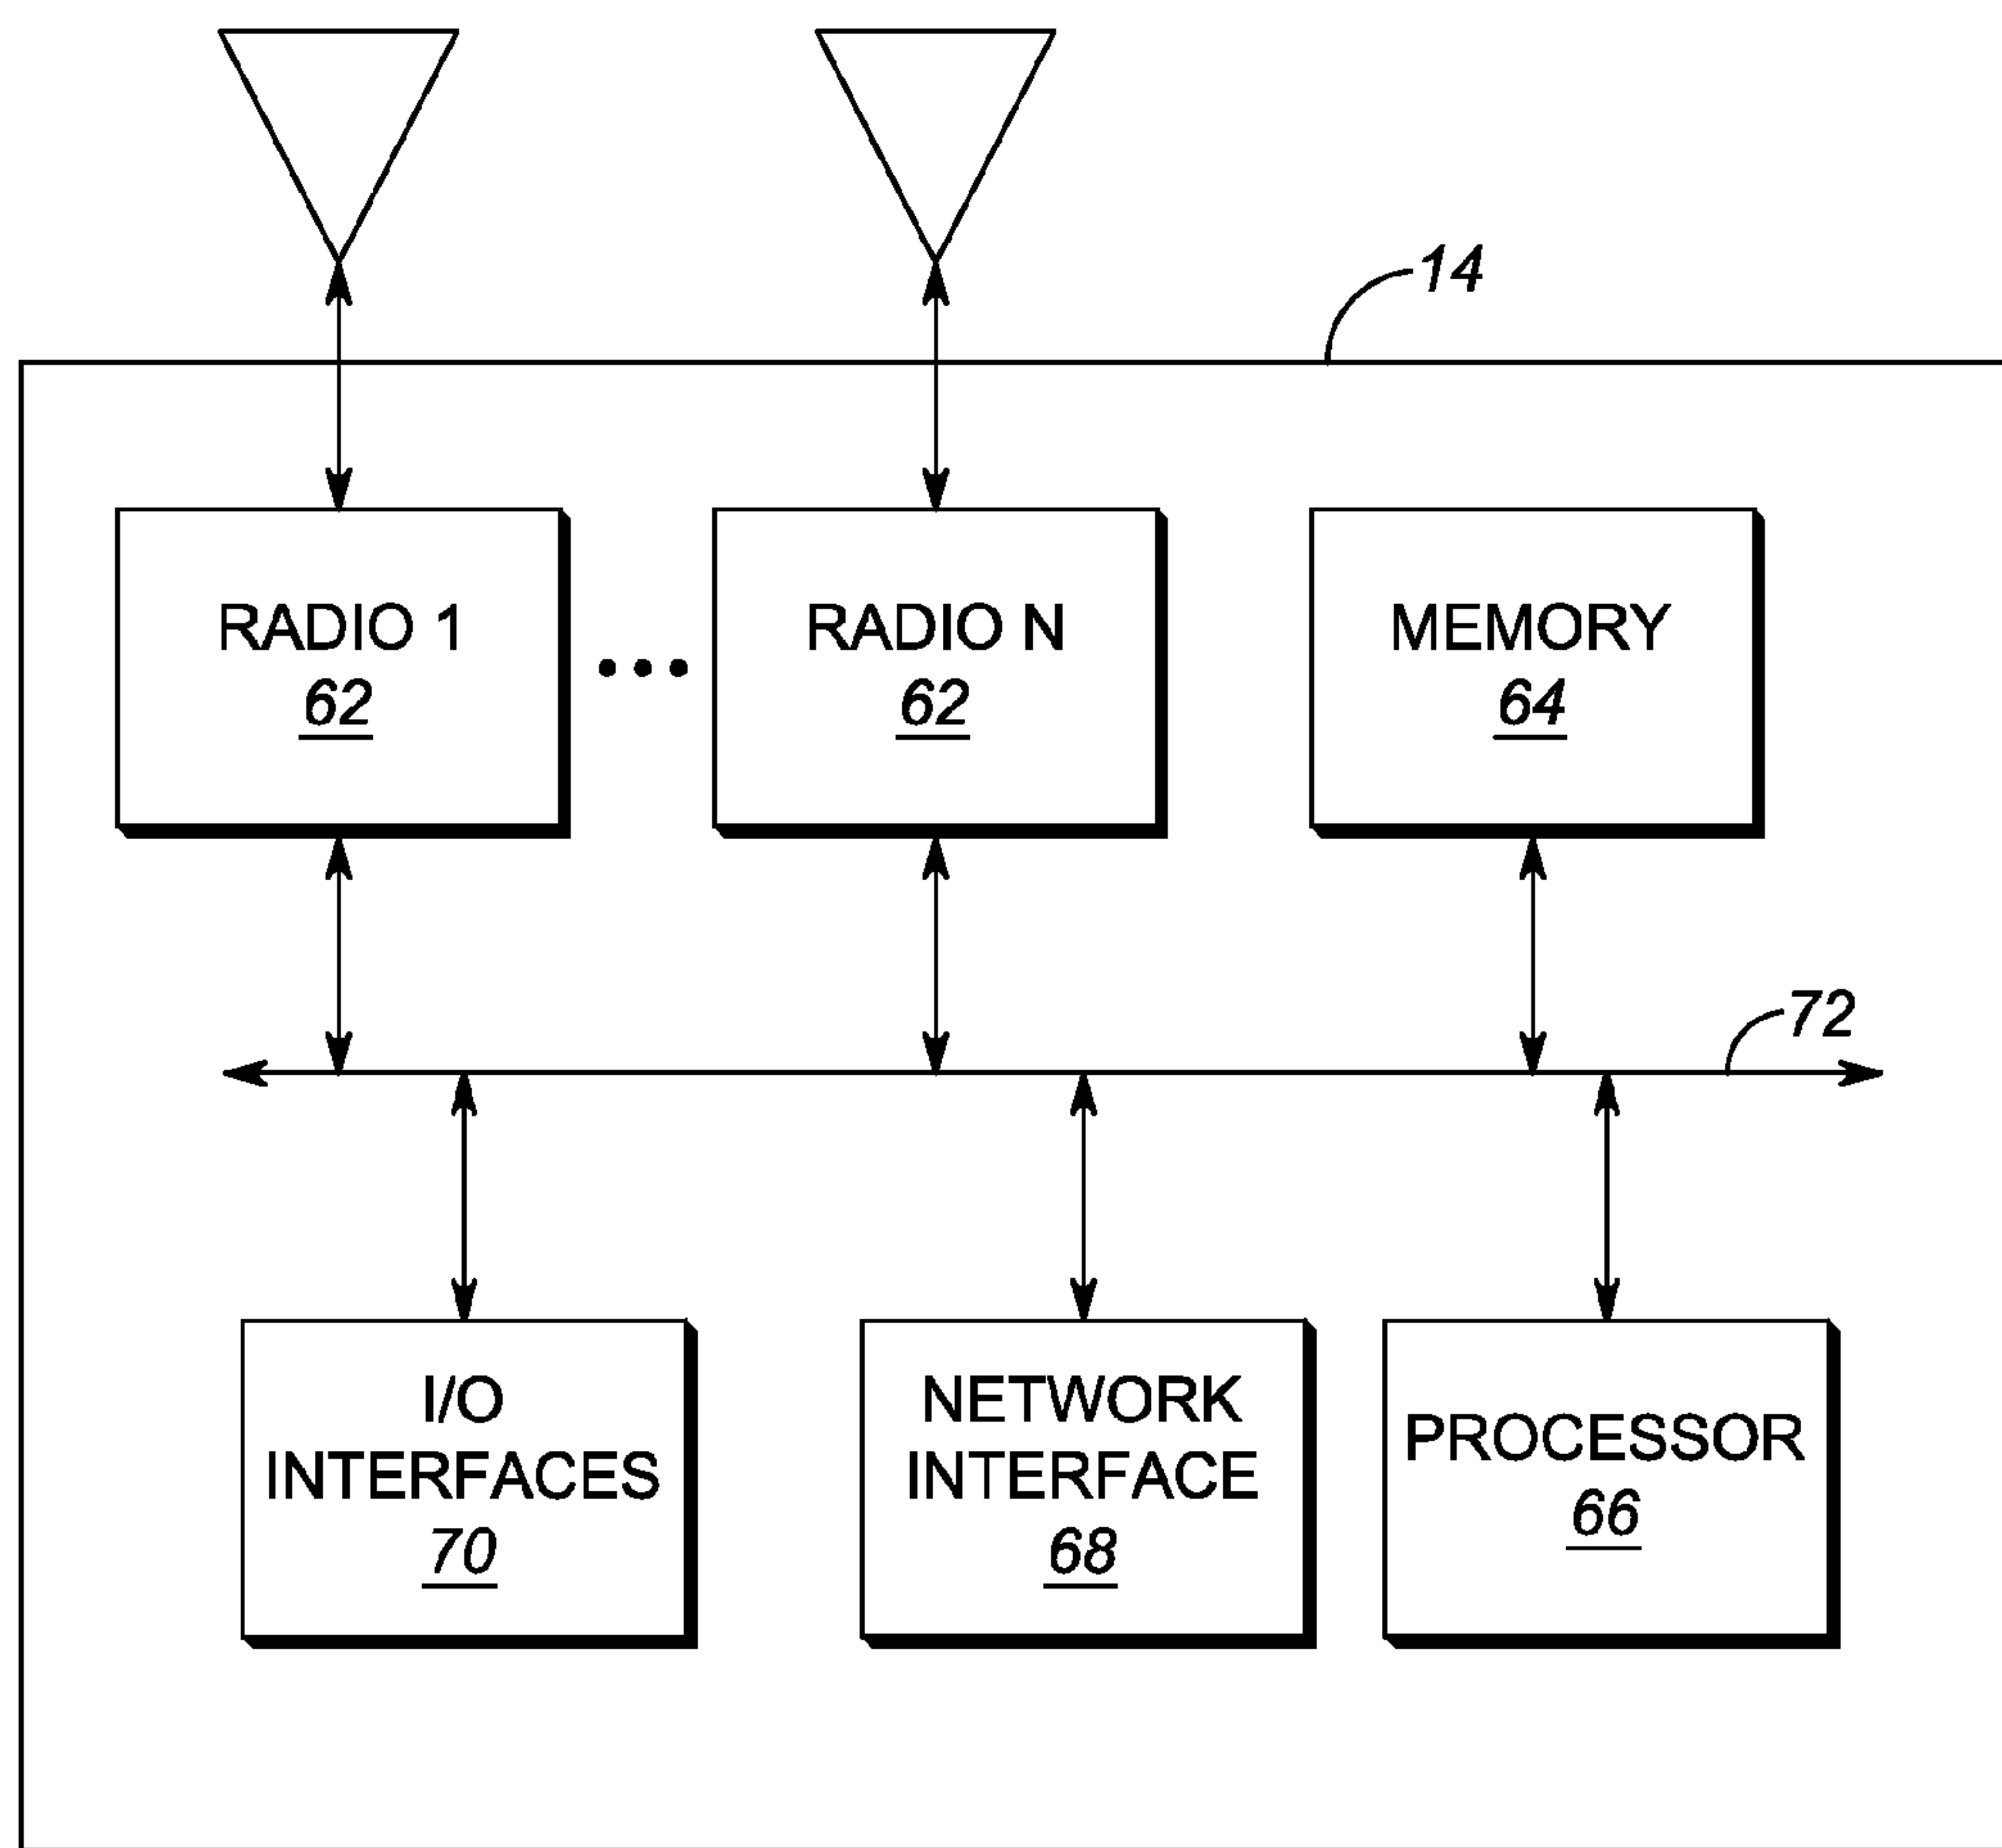 14
RADIO 1
62
RADIO N
62
MEMORY
64
72
I/O
INTERFACES
70
NETWORK
INTERFACE
68
PROCESSOR
66